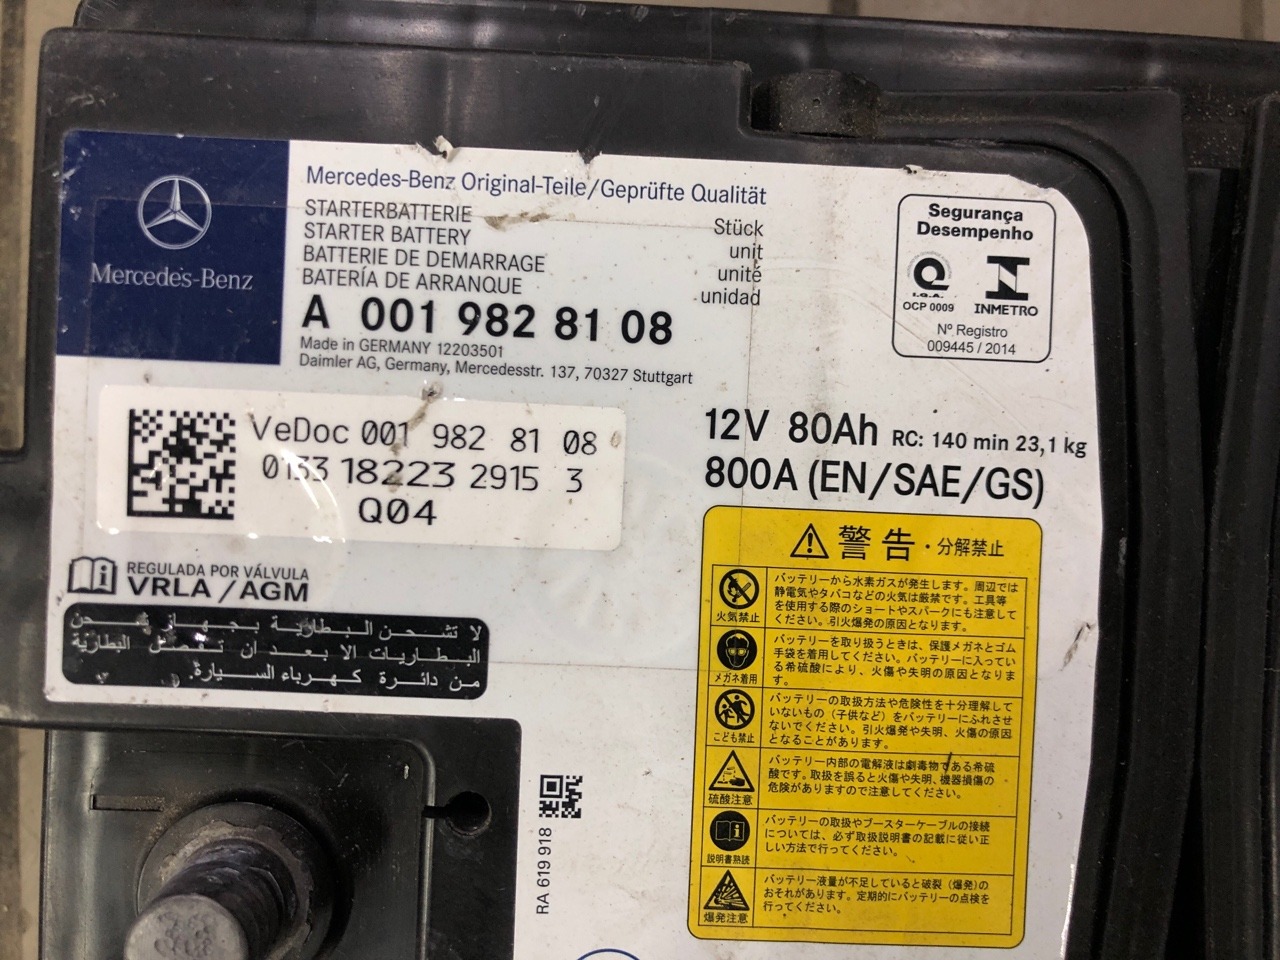 Mercedes-Benz
Mercedes-Benz Original-Teile/Geprüfte Qualität
STARTERBATTERIE Stück
STARTER BATTERY unit
BATTERIE DE DEMARRAGE unité
BATERÍA DE ARRANQUE unidad
A 001 982 81 08
Made in GERMANY 12203501
Daimler AG, Germany, Mercedesstr. 137, 70327 Stuttgart
Segurança
Desempenho
I.Q.A.
OCP 0009 INMETRO
Nº Registro
009445 / 2014
VeDoc 001 982 81 08
0133 18223 2915 3
Q04
12V 80Ah RC: 140 min 23,1 kg
800A (EN/SAE/GS)
REGULADA POR VÁLVULA
VRLA / AGM
لا تشحن البطارية بجهاز شحن
البطاريات الا بعد ان تفصل البطارية
من دائرة كهرباء السيارة.
警告・分解禁止
火気禁止
バッテリーから水素ガスが発生します。周辺では
静電気やタバコなどの火気は厳禁です。工具等
を使用する際のショートやスパークにも注意して
ください。引火爆発の原因となります。
メガネ着用
バッテリーを取り扱うときは、保護メガネとゴム
手袋を着用してください。バッテリーに入ってい
る希硫酸により、火傷や失明の原因となりま
す。
こども禁止
バッテリーの取扱方法や危険性を十分理解して
いないもの（子供など）をバッテリーにふれさせ
ないでください。引火爆発や失明、火傷の原因
となることがあります。
硫酸注意
バッテリー内部の電解液は劇毒物である希硫
酸です。取扱を誤ると火傷や失明、機器損傷の
危険がありますので注意してください。
説明書熟読
バッテリーの取扱やブースターケーブルの接続
については、必ず取扱説明書の記載に従い正
しい方法で行ってください。
爆発注意
バッテリー液量が不足していると破裂（爆発）の
おそれがあります。定期的にバッテリーの点検を
行ってください。
RA 619 918